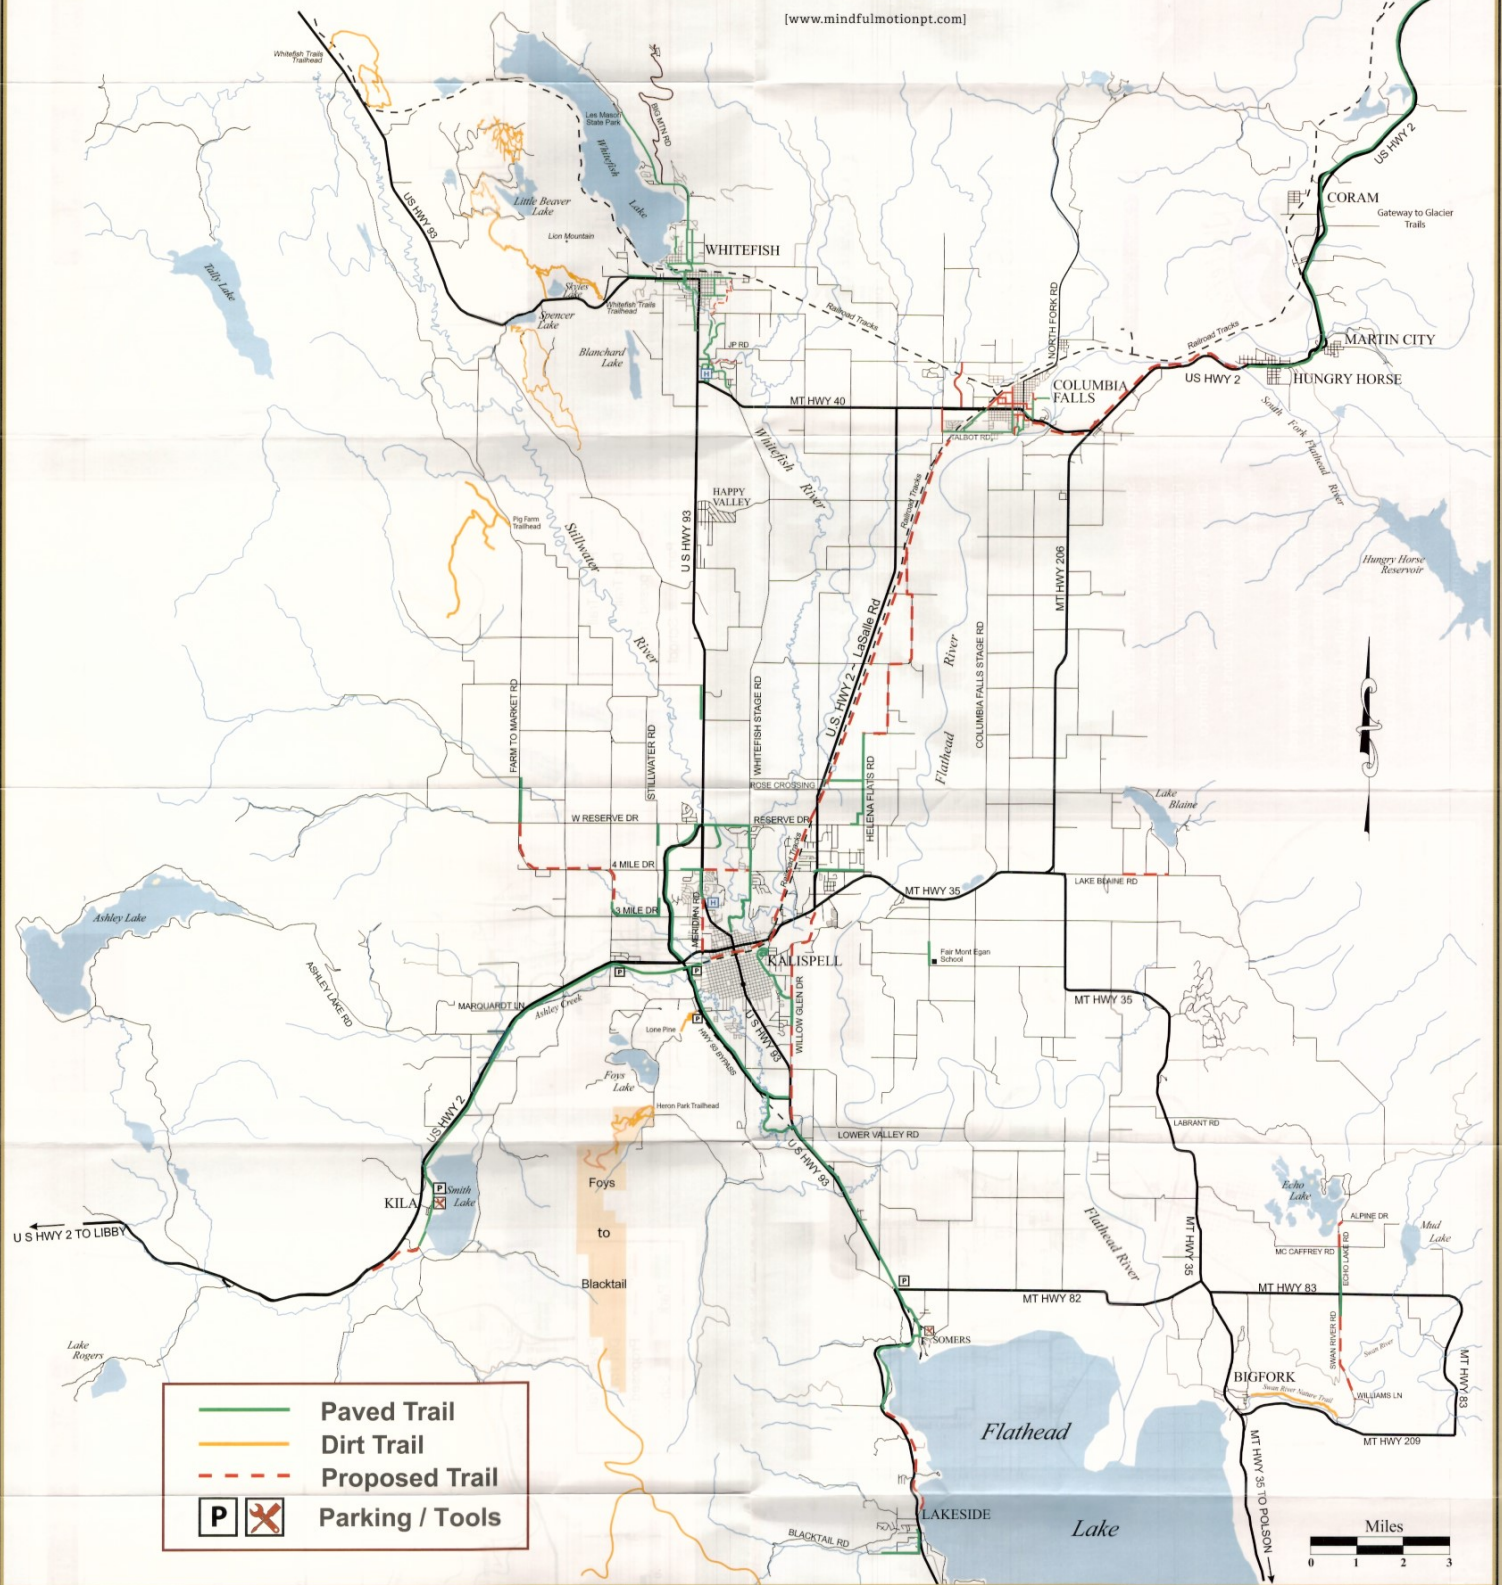 [www.mindfulmotionpt.com]
Whitefish Trails
Trailhead
Les Mason
State Park
BIG MTN RD
Whitefish
Lake
US HWY 2
CORAM
Gateway to Glacier
Trails
US HWY 93
Little Beaver
Lake
Lion Mountain
WHITEFISH
Tally Lake
Skyles
Lake
Whitefish Trails
Trailhead
Spencer
Lake
Railroad Tracks
NORTH FORK RD
Railroad Tracks
MARTIN CITY
Blanchard
Lake
JP RD
H
US HWY 2
HUNGRY HORSE
COLUMBIA
FALLS
MT HWY 40
TALBOT RD
South Fork Flathead River
Whitefish
River
HAPPY
VALLEY
Railroad Tracks
Pig Farm
Trailhead
Stillwater
River
U S HWY 93
MT HWY 206
Hungry Horse
Reservoir
U.S. HWY 2 - LaSalle Rd
Flathead
River
COLUMBIA FALLS STAGE RD
FARM TO MARKET RD
STILLWATER RD
WHITEFISH STAGE RD
ROSE CROSSING
HELENA FLATS RD
Lake
Blaine
W RESERVE DR
RESERVE DR
Railroad Tracks
4 MILE DR
LAKE BLAINE RD
MT HWY 35
3 MILE DR
MERIDIAN RD
H
Ashley Lake
ASHLEY LAKE RD
KALISPELL
Fair Mont Egan
School
P
P
MARQUARDT LN
Ashley Creek
MT HWY 35
WILLOW GLEN DR
U S HWY 93
Lone Pine
P
HWY 93 BYPASS
Foys
Lake
Heron Park Trailhead
US HWY 2
LABRANT RD
LOWER VALLEY RD
U S HWY 93
Foys
to
Blacktail
P
Smith
Lake
KILA
U S HWY 2 TO LIBBY
Echo
Lake
ALPINE DR
Mud
Lake
MC CAFFREY RD
ECHO LAKE RD
Flathead River
MT HWY 35
P
MT HWY 82
MT HWY 83
SOMERS
SWAN RIVER RD
Swan River
Lake
Rogers
BIGFORK
Swan River Nature Trail
WILLIAMS LN
MT HWY 83
MT HWY 209
Flathead
Lake
MT HWY 35 TO POLSON
LAKESIDE
BLACKTAIL RD
Paved Trail
Dirt Trail
Proposed Trail
P
Parking / Tools
Miles
0 1 2 3